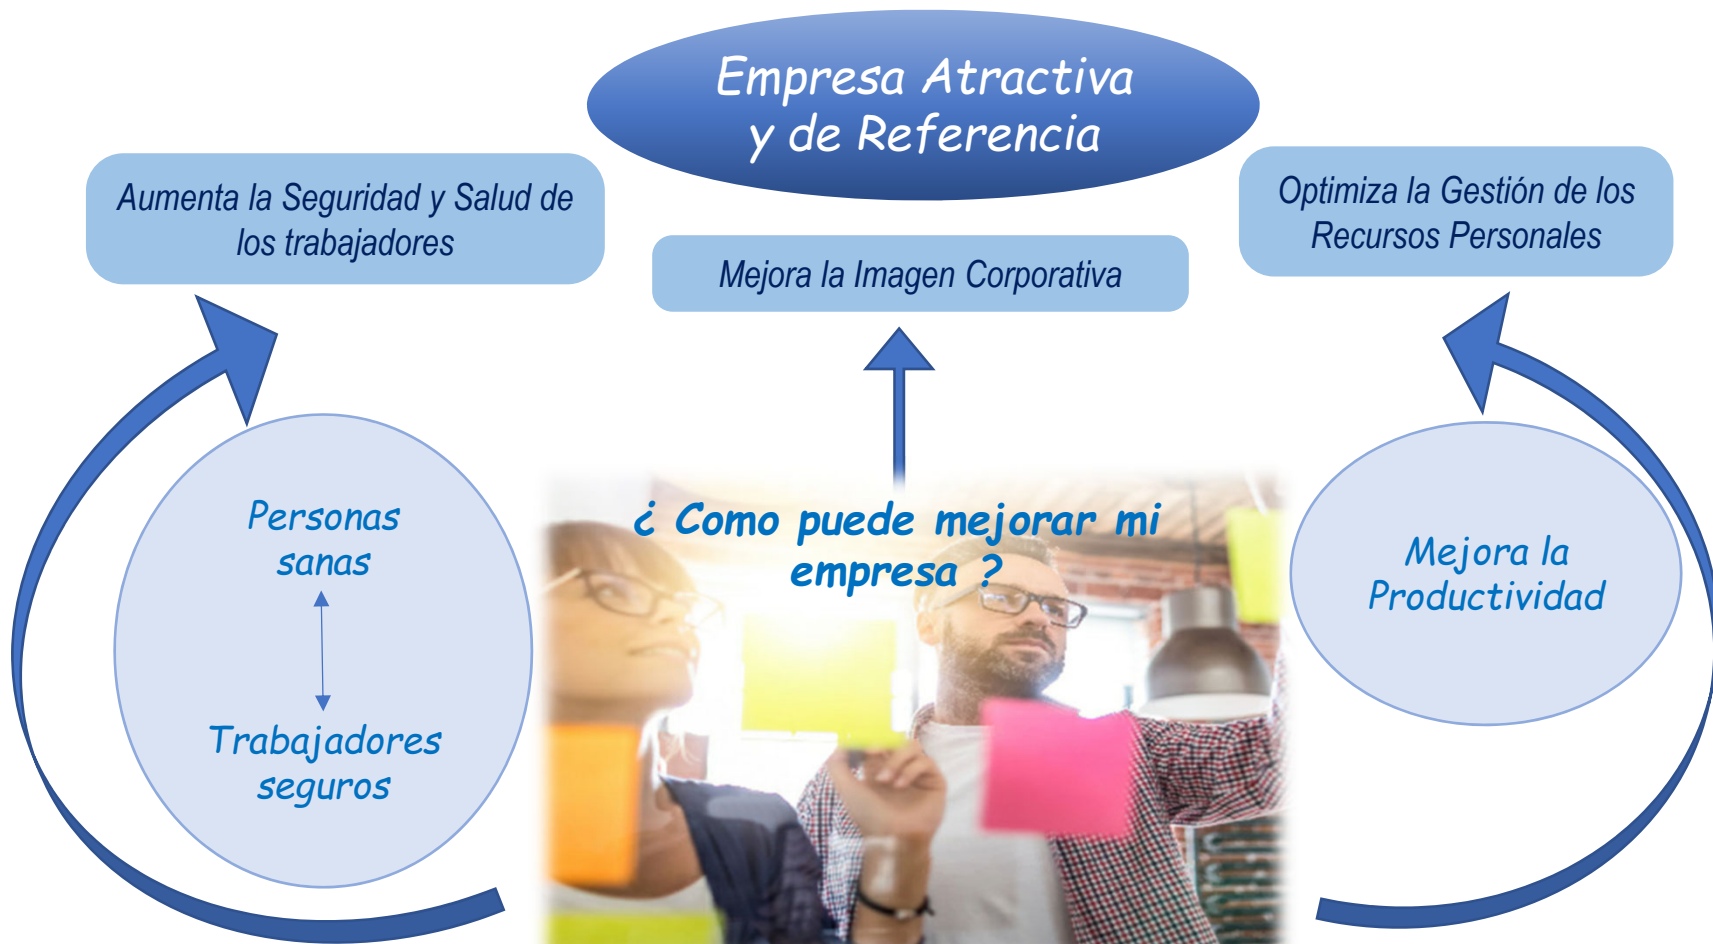 Empresa Atractiva
y de Referencia
Aumenta la Seguridad y Salud de
los trabajadores
Mejora la Imagen Corporativa
Optimiza la Gestión de los
Recursos Personales
¿ Como puede mejorar mi
empresa ?
Personas
sanas
Trabajadores
seguros
Mejora la
Productividad